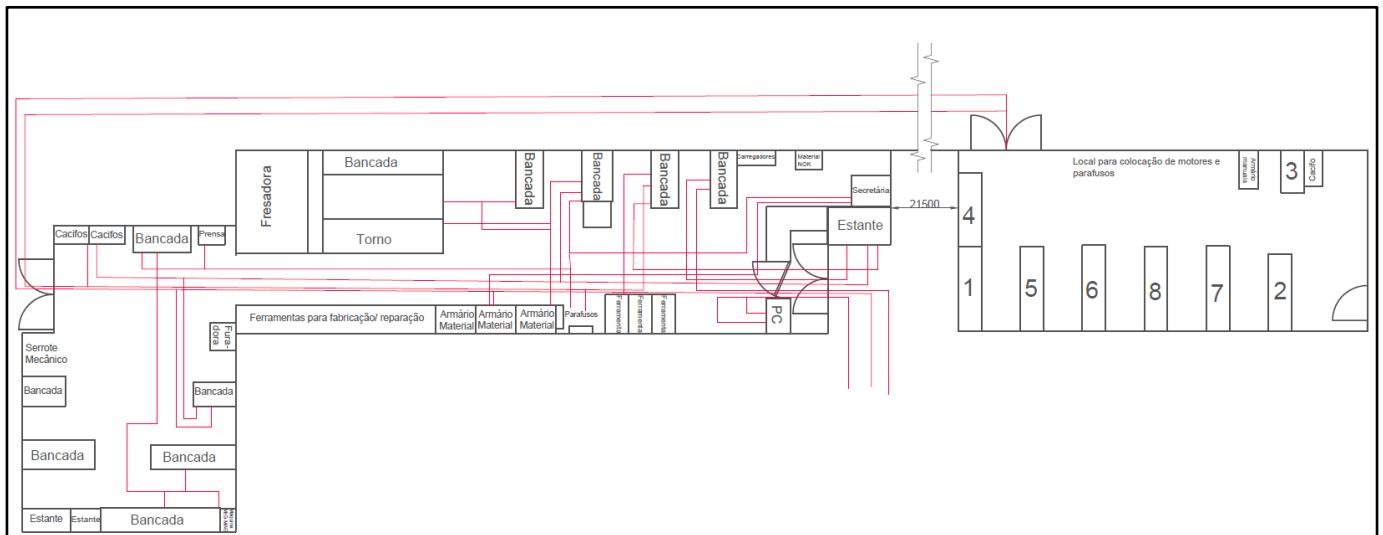 Bancada
Bancada
Bancada
Bancada
Bancada
Carregadores
Material
NOK
Local para colocação de motores e
parafusos
Armário
manuais
3
Cacifo
Fresadora
Secretária
21500
4
Estante
Torno
Cacifos
Cacifos
Bancada
Prensa
1
5
6
8
7
2
Ferramentas para fabricação/ reparação
Armário
Material
Armário
Material
Armário
Material
Parafusos
Ferramenta
Ferramenta
Ferramenta
PC
Fura-
dora
Serrote
Mecânico
Bancada
Bancada
Bancada
Bancada
Estante
Estante
Bancada